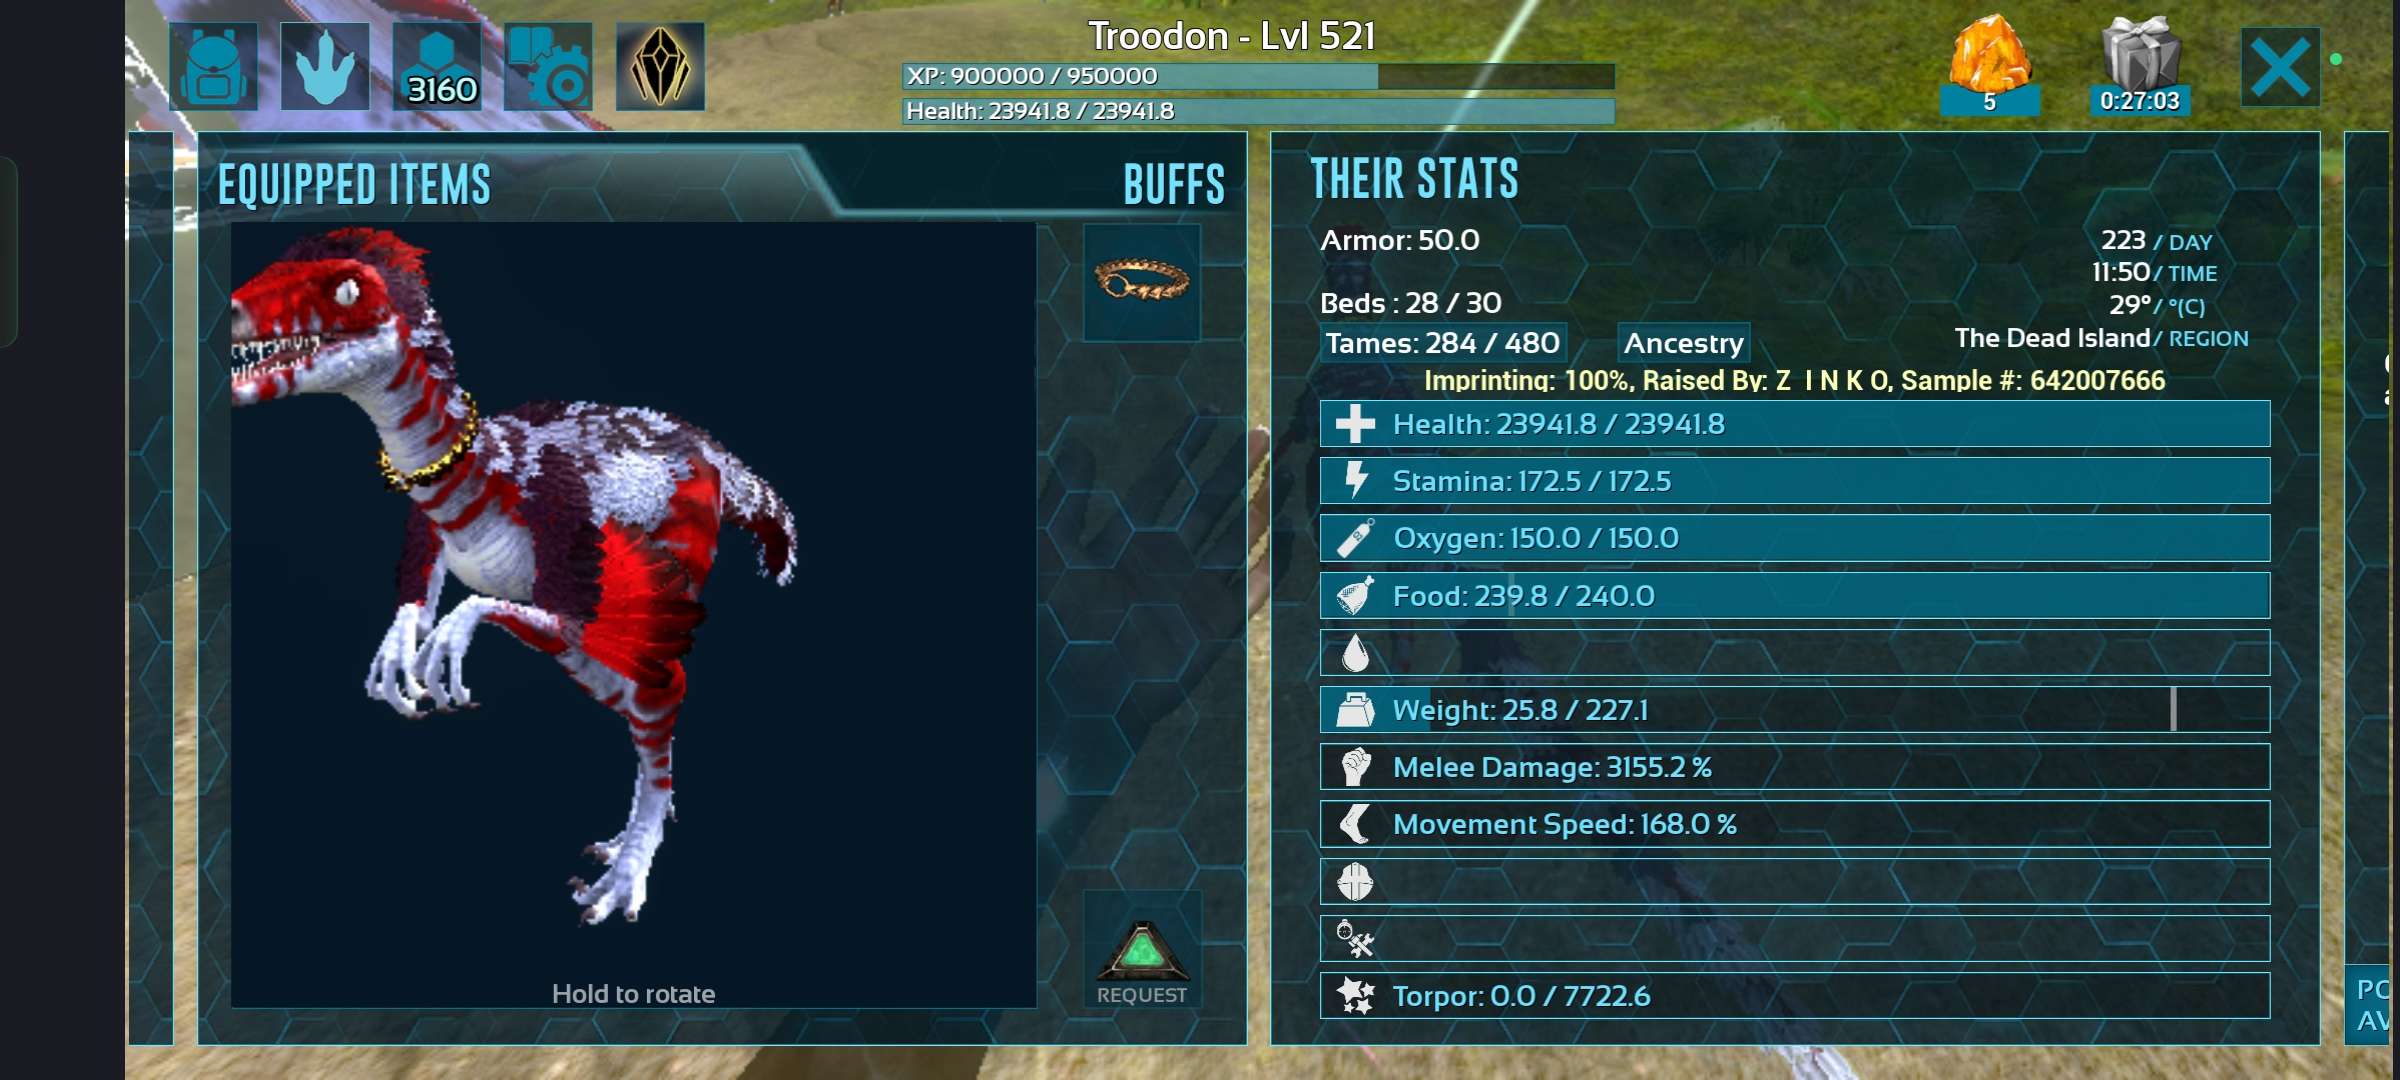 Troodon - Lvl 521
XP: 900000 / 950000
Health: 23941.8 / 23941.8
3160
5
0:27:03
EQUIPPED ITEMS
BUFFS
Hold to rotate
REQUEST
THEIR STATS
Armor: 50.0
223 / DAY
11:50 / TIME
Beds : 28 / 30
29° / °(C)
Tames: 284 / 480
Ancestry
The Dead Island / REGION
Imprinting: 100%, Raised By: Z I N K O, Sample #: 642007666
Health: 23941.8 / 23941.8
Stamina: 172.5 / 172.5
Oxygen: 150.0 / 150.0
Food: 239.8 / 240.0
Weight: 25.8 / 227.1
Melee Damage: 3155.2 %
Movement Speed: 168.0 %
Torpor: 0.0 / 7722.6